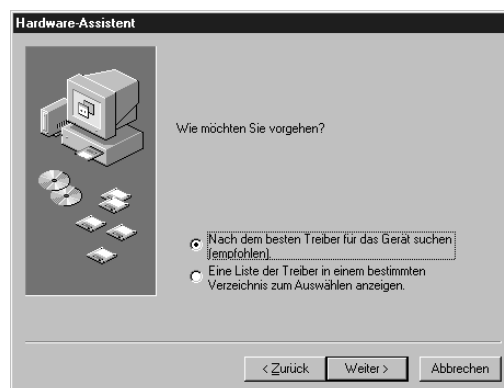 Hardware-Assistent
Wie möchten Sie vorgehen?
Nach dem besten Treiber für das Gerät suchen
(empfohlen).
Eine Liste der Treiber in einem bestimmten
Verzeichnis zum Auswählen anzeigen.
< Zurück
Weiter >
Abbrechen